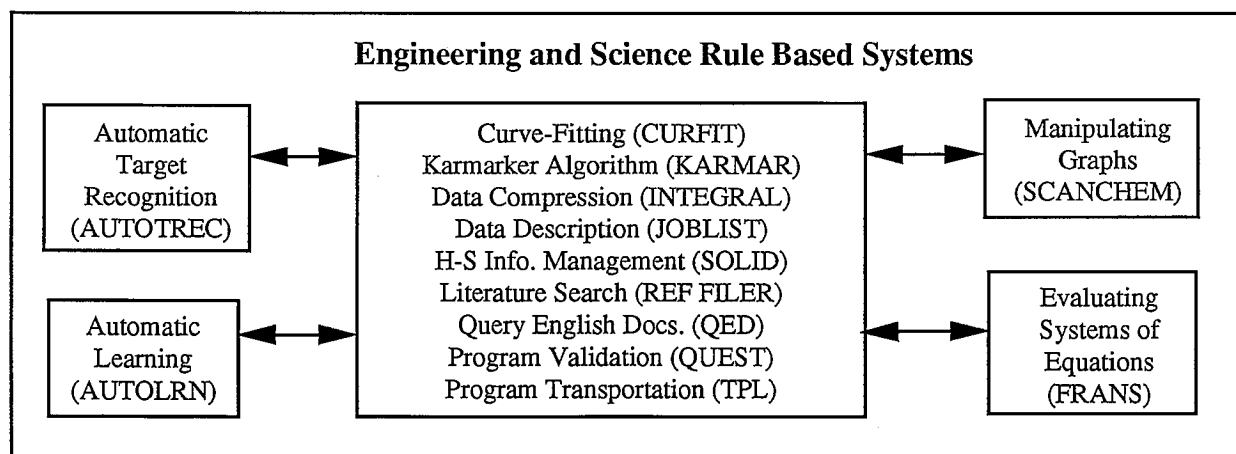 Engineering and Science Rule Based Systems
Automatic
Target
Recognition
(AUTOTREC)
Automatic
Learning
(AUTOLRN)
Curve-Fitting (CURFIT)
Karmarker Algorithm (KARMAR)
Data Compression (INTEGRAL)
Data Description (JOBLIST)
H-S Info. Management (SOLID)
Literature Search (REF FILER)
Query English Docs. (QED)
Program Validation (QUEST)
Program Transportation (TPL)
Manipulating
Graphs
(SCANCHEM)
Evaluating
Systems of
Equations
(FRANS)